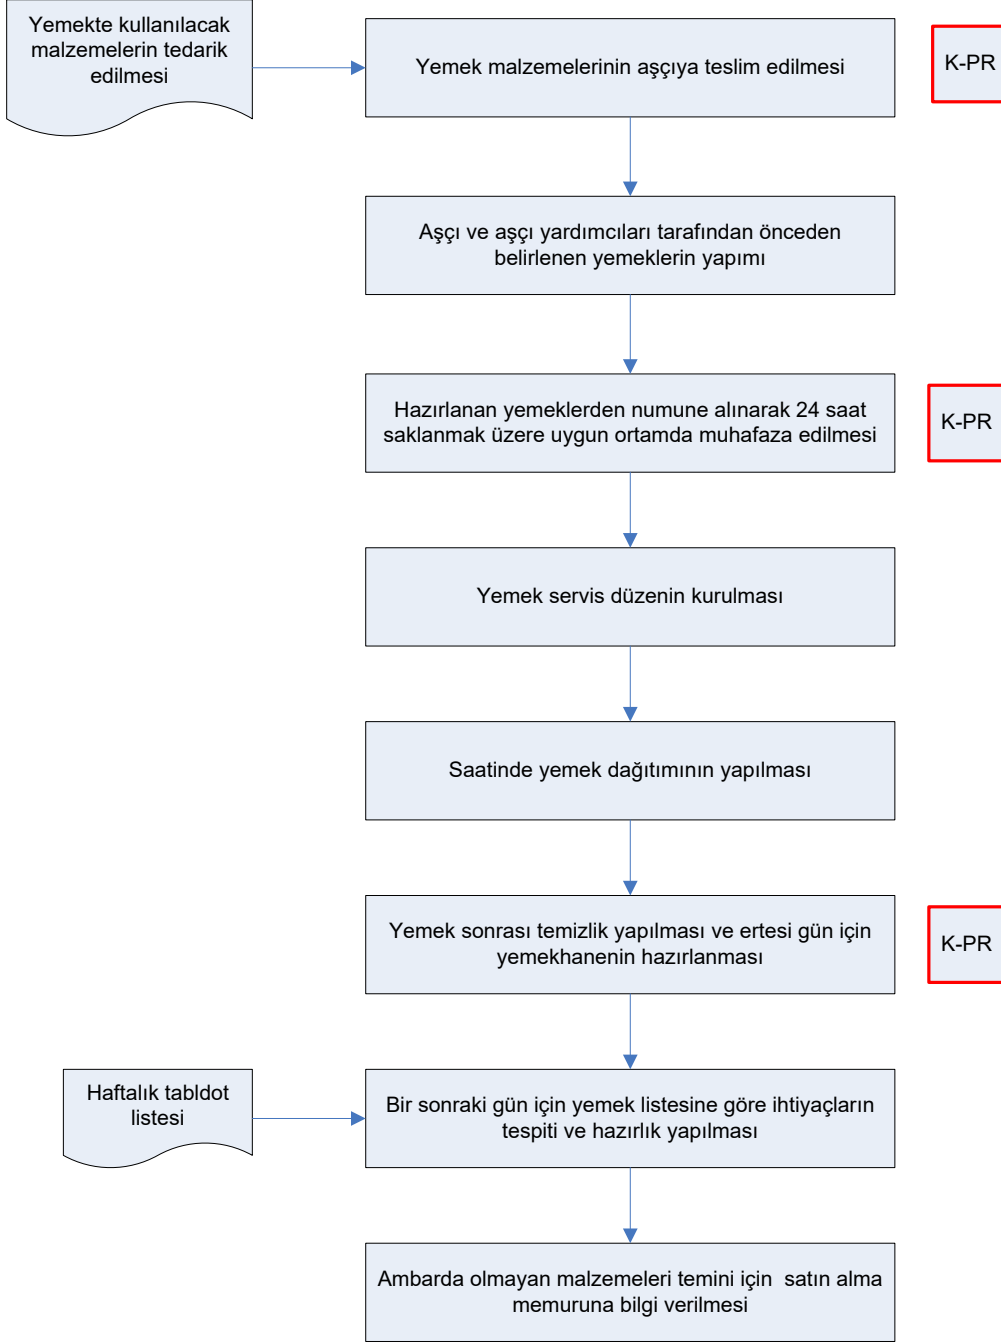 Yemekte kullanılacak
malzemelerin tedarik
edilmesi
Yemek malzemelerinin aşçıya teslim edilmesi
K-PR
Aşçı ve aşçı yardımcıları tarafından önceden
belirlenen yemeklerin yapımı
Hazırlanan yemeklerden numune alınarak 24 saat
saklanmak üzere uygun ortamda muhafaza edilmesi
K-PR
Yemek servis düzenin kurulması
Saatinde yemek dağıtımının yapılması
Yemek sonrası temizlik yapılması ve ertesi gün için
yemekhanenin hazırlanması
K-PR
Haftalık tabldot
listesi
Bir sonraki gün için yemek listesine göre ihtiyaçların
tespiti ve hazırlık yapılması
Ambarda olmayan malzemeleri temini için  satın alma
memuruna bilgi verilmesi